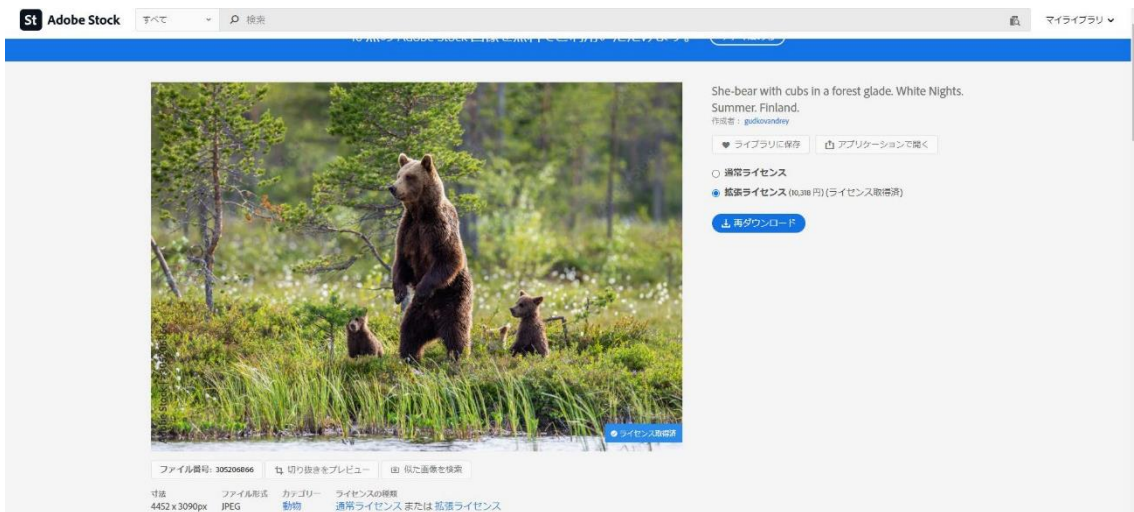 St Adobe Stock
すべて
検索
マイライブラリ
She-bear with cubs in a forest glade. White Nights.
Summer. Finland.
作成者： gudkovandrey
ライブラリに保存
アプリケーションで開く
通常ライセンス
拡張ライセンス (10,318 円) (ライセンス取得済)
再ダウンロード
ライセンス取得済
ファイル番号: 305206866
切り抜きをプレビュー
似た画像を検索
寸法 ファイル形式 カテゴリー ライセンスの種類
4452 x 3090px JPEG 動物 通常ライセンス または 拡張ライセンス